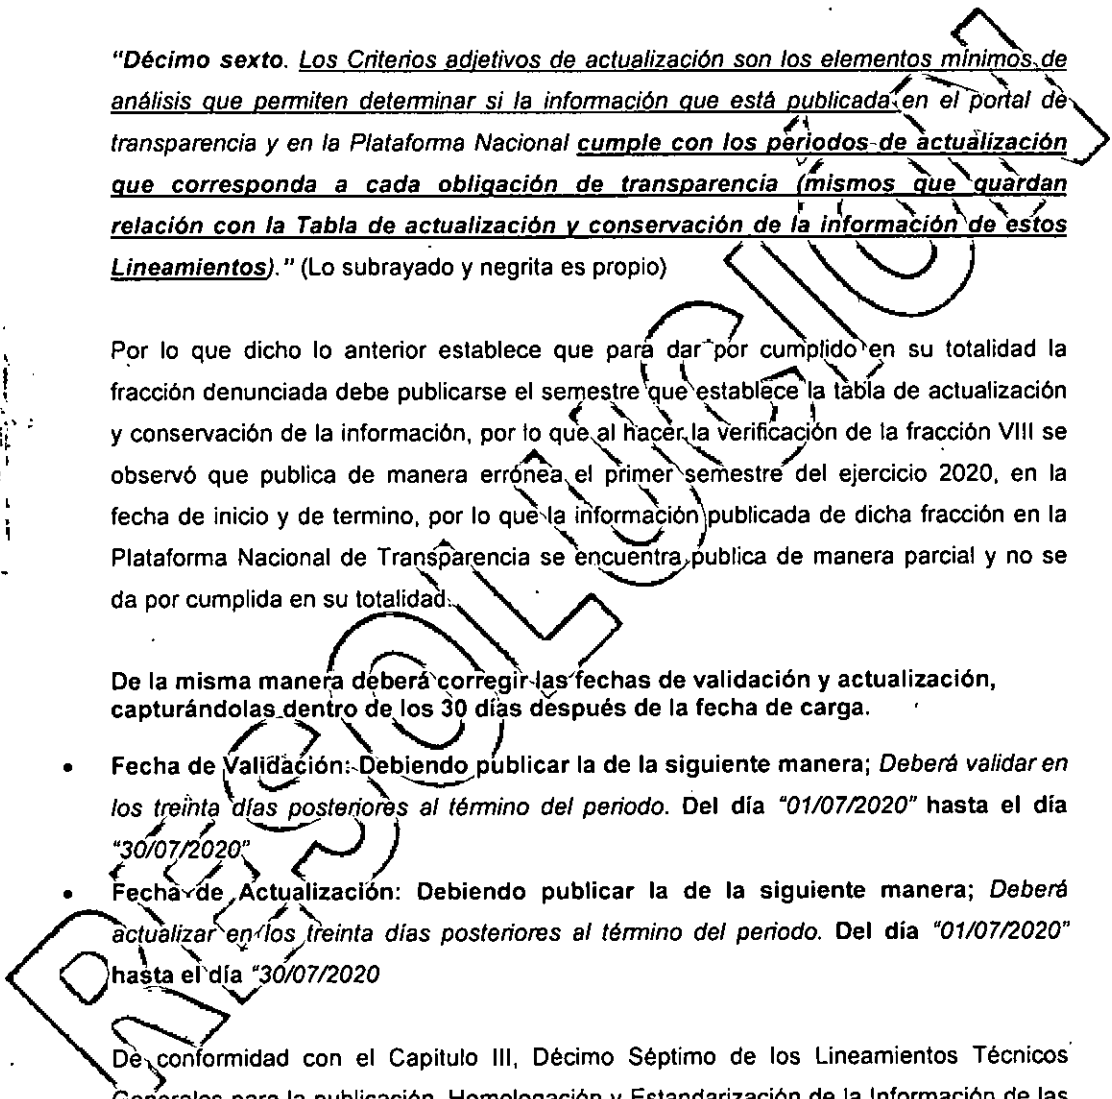 "Décimo sexto. Los Criterios adjetivos de actualización son los elementos mínimos de
análisis que permiten determinar si la información que está publicada en el portal de
transparencia y en la Plataforma Nacional cumple con los periodos de actualización
que corresponda a cada obligación de transparencia (mismos que guardan
relación con la Tabla de actualización y conservación de la información de estos
Lineamientos)." (Lo subrayado y negrita es propio)
Por lo que dicho lo anterior establece que para dar por cumplido en su totalidad la
fracción denunciada debe publicarse el semestre que establece la tabla de actualización
y conservación de la información, por lo que al hacer la verificación de la fracción VIII se
observó que publica de manera errónea el primer semestre del ejercicio 2020, en la
fecha de inicio y de termino, por lo que la información publicada de dicha fracción en la
Plataforma Nacional de Transparencia se encuentra publica de manera parcial y no se
da por cumplida en su totalidad.
De la misma manera deberá corregir las fechas de validación y actualización,
capturándolas dentro de los 30 días después de la fecha de carga.
• Fecha de Validación: Debiendo publicar la de la siguiente manera; Deberá validar en
los treinta días posteriores al término del periodo. Del día "01/07/2020" hasta el día
"30/07/2020"
• Fecha de Actualización: Debiendo publicar la de la siguiente manera; Deberá
actualizar en los treinta días posteriores al término del periodo. Del día "01/07/2020"
hasta el día "30/07/2020
De conformidad con el Capitulo III, Décimo Séptimo de los Lineamientos Técnicos
Generales para la publicación, Homologación y Estandarización de la Información de las
RESOLUCIÓN